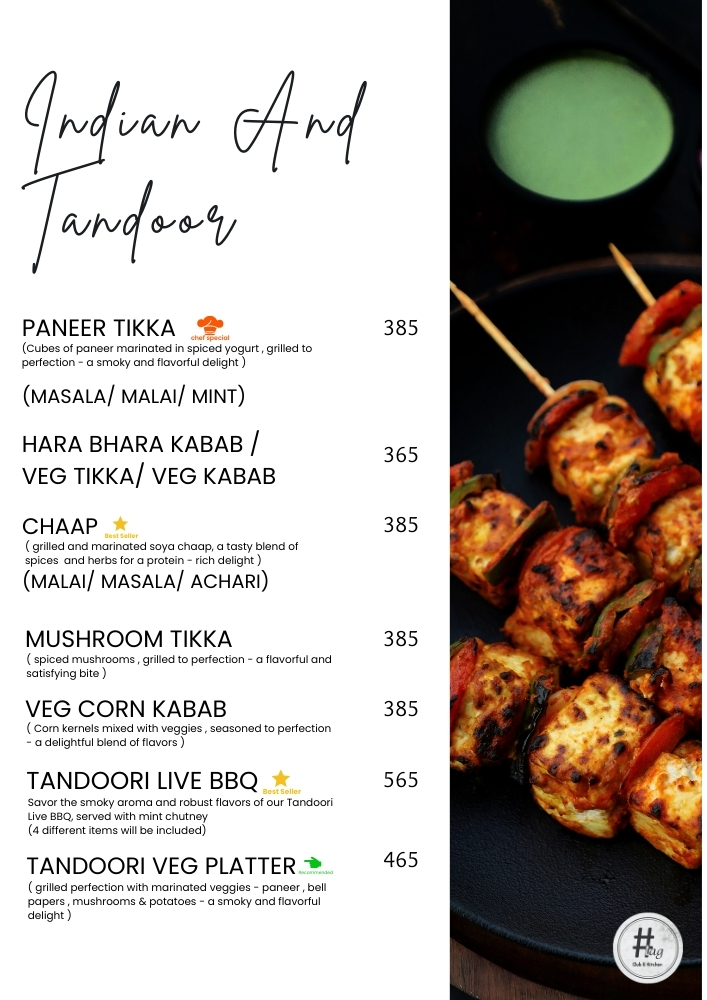 Indian And
Tandoor
PANEER TIKKA chef special 385
(Cubes of paneer marinated in spiced yogurt , grilled to
perfection - a smoky and flavorful delight )
(MASALA/ MALAI/ MINT)
HARA BHARA KABAB /
VEG TIKKA/ VEG KABAB 365
CHAAP Best Seller 385
( grilled and marinated soya chaap, a tasty blend of
spices and herbs for a protein - rich delight )
(MALAI/ MASALA/ ACHARI)
MUSHROOM TIKKA 385
( spiced mushrooms , grilled to perfection - a flavorful and
satisfying bite )
VEG CORN KABAB 385
( Corn kernels mixed with veggies , seasoned to perfection
- a delightful blend of flavors )
TANDOORI LIVE BBQ Best Seller 565
Savor the smoky aroma and robust flavors of our Tandoori
Live BBQ, served with mint chutney
(4 different items will be included)
TANDOORI VEG PLATTER Recommended 465
( grilled perfection with marinated veggies - paneer , bell
papers , mushrooms & potatoes - a smoky and flavorful
delight )
#tag
Club & Kitchen